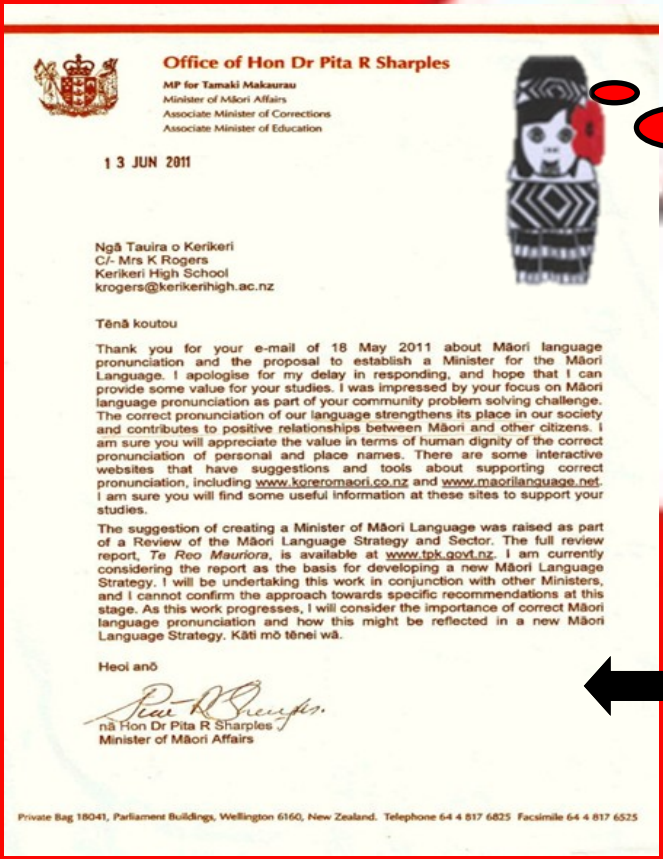 Office of Hon Dr Pita R Sharples
MP for Tamaki Makaurau
Minister of Māori Affairs
Associate Minister of Corrections
Associate Minister of Education
1 3 JUN 2011
Ngā Tauira o Kerikeri
C/- Mrs K Rogers
Kerikeri High School
krogers@kerikerihigh.ac.nz
Tēnā koutou
Thank you for your e-mail of 18 May 2011 about Māori language
pronunciation and the proposal to establish a Minister for the Māori
Language. I apologise for my delay in responding, and hope that I can
provide some value for your studies. I was impressed by your focus on Māori
language pronunciation as part of your community problem solving challenge.
The correct pronunciation of our language strengthens its place in our society
and contributes to positive relationships between Māori and other citizens. I
am sure you will appreciate the value in terms of human dignity of the correct
pronunciation of personal and place names. There are some interactive
websites that have suggestions and tools about supporting correct
pronunciation, including www.koreromaori.co.nz and www.maorilanguage.net.
I am sure you will find some useful information at these sites to support your
studies.
The suggestion of creating a Minister of Māori Language was raised as part
of a Review of the Māori Language Strategy and Sector. The full review
report, Te Reo Mauriora, is available at www.tpk.govt.nz. I am currently
considering the report as the basis for developing a new Māori Language
Strategy. I will be undertaking this work in conjunction with other Ministers,
and I cannot confirm the approach towards specific recommendations at this
stage. As this work progresses, I will consider the importance of correct Māori
language pronunciation and how this might be reflected in a new Māori
Language Strategy. Kāti mō tēnei wā.
Heoi anō
Pita R Sharples.
nā Hon Dr Pita R Sharples
Minister of Māori Affairs
Private Bag 18041, Parliament Buildings, Wellington 6160, New Zealand. Telephone 64 4 817 6825 Facsimile 64 4 817 6525